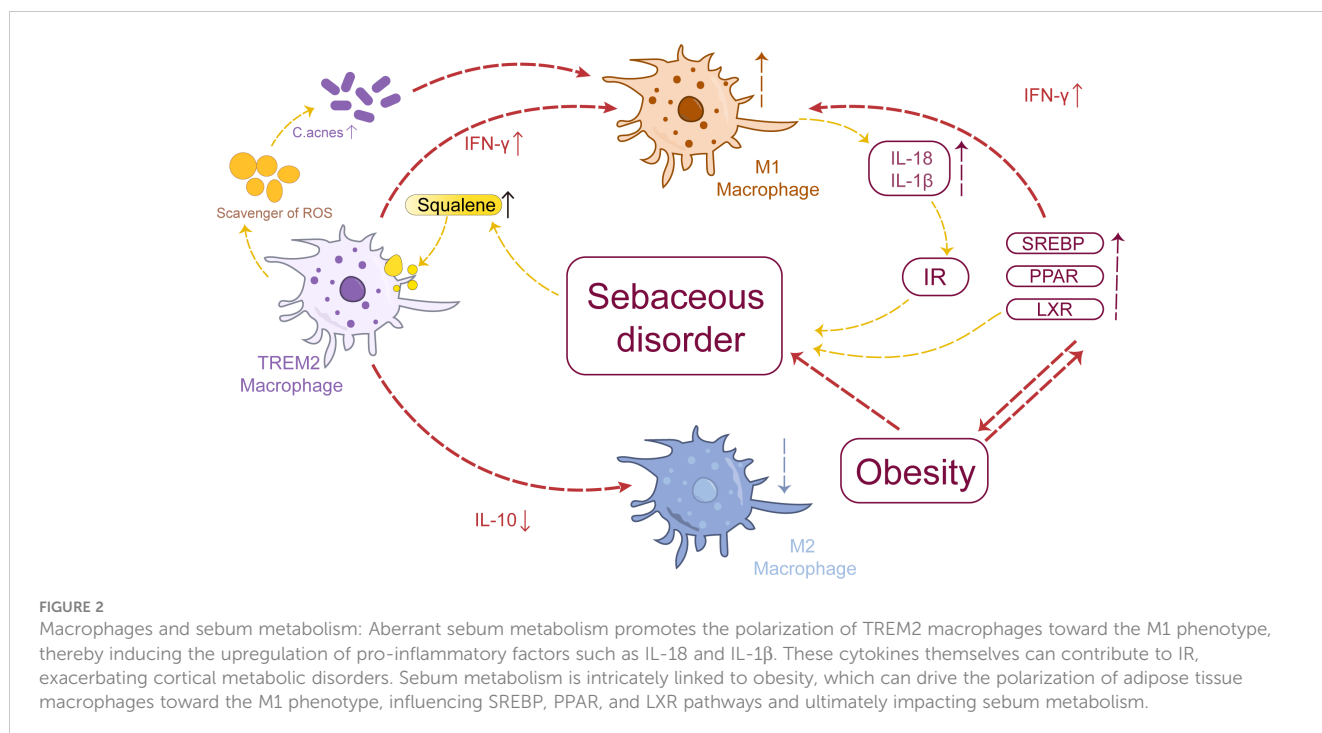 C.acnes↑
IFN-γ↑
IFN-γ↑
M1
Macrophage
IL-18
IL-1β
Scavenger of ROS
Squalene↑
SREBP
PPAR
LXR
IR
Sebaceous
disorder
TREM2
Macrophage
Obesity
IL-10↓
M2
Macrophage
FIGURE 2
Macrophages and sebum metabolism: Aberrant sebum metabolism promotes the polarization of TREM2 macrophages toward the M1 phenotype,
thereby inducing the upregulation of pro-inflammatory factors such as IL-18 and IL-1β. These cytokines themselves can contribute to IR,
exacerbating cortical metabolic disorders. Sebum metabolism is intricately linked to obesity, which can drive the polarization of adipose tissue
macrophages toward the M1 phenotype, influencing SREBP, PPAR, and LXR pathways and ultimately impacting sebum metabolism.